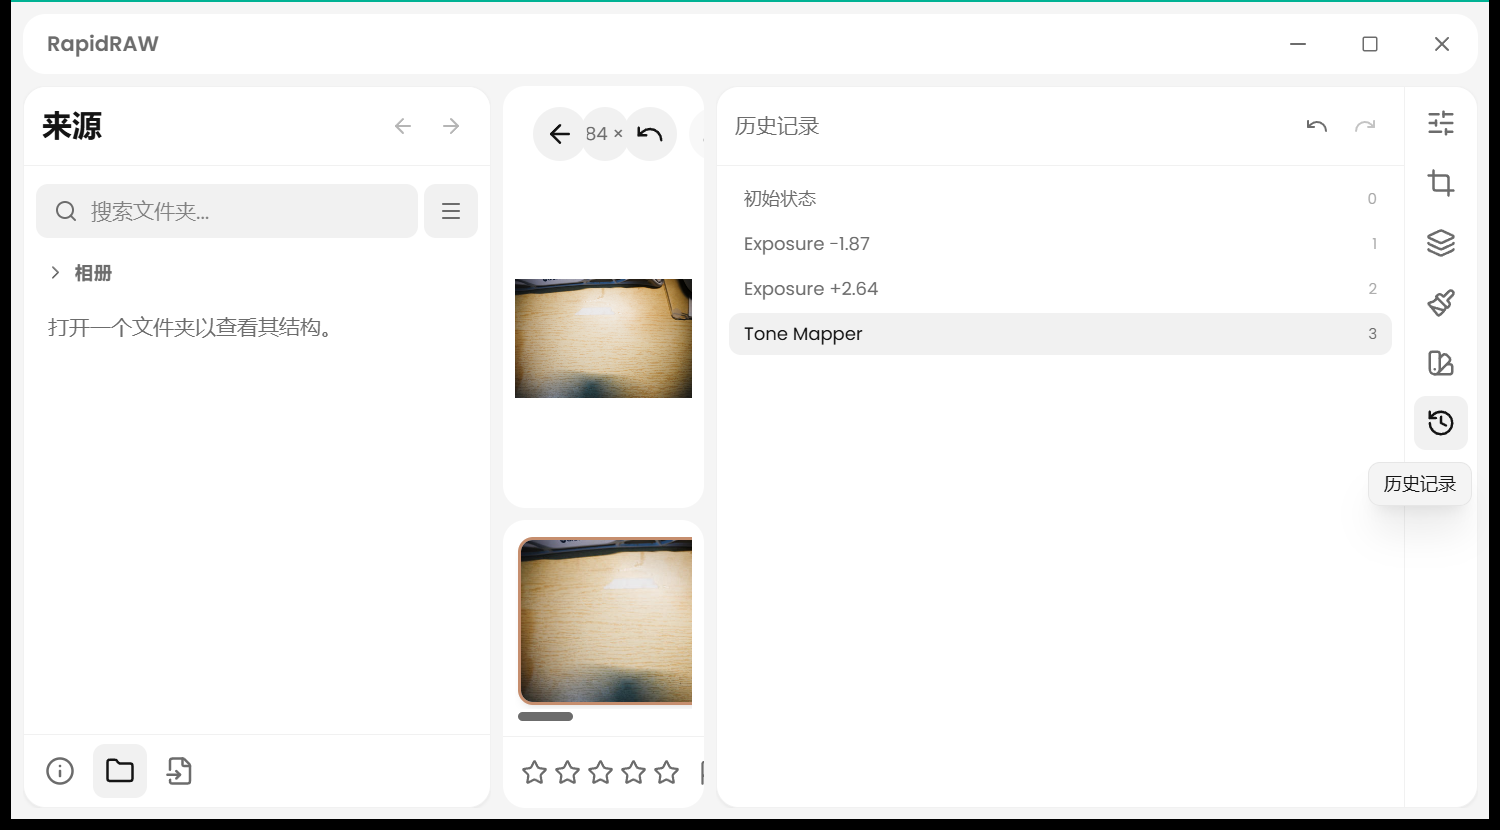 RapidRAW
来源
搜索文件夹...
相册
打开一个文件夹以查看其结构。
84 ×
历史记录
初始状态 0
Exposure -1.87 1
Exposure +2.64 2
Tone Mapper 3
历史记录